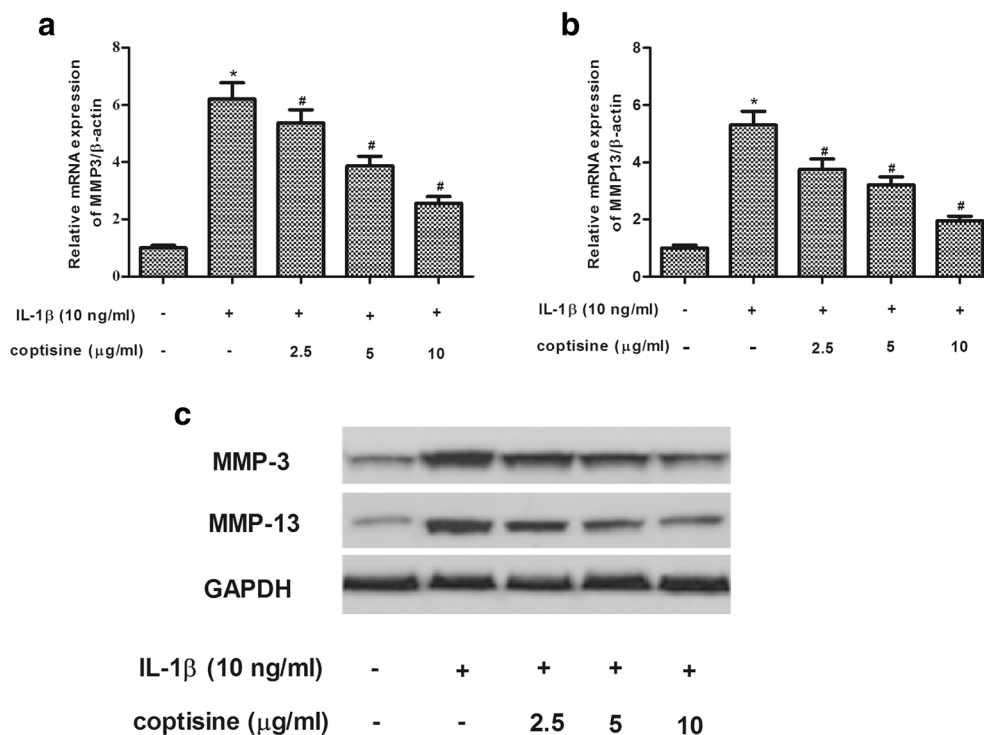 a
Relative mRNA expression
of MMP3/β-actin
8
6
4
2
0
*
#
#
#
IL-1β (10 ng/ml) - + + + +
coptisine (μg/ml) - - 2.5 5 10
b
Relative mRNA expression
of MMP13/β-actin
8
6
4
2
0
*
#
#
#
IL-1β (10 ng/ml) - + + + +
coptisine (μg/ml) - - 2.5 5 10
c
MMP-3
MMP-13
GAPDH
IL-1β (10 ng/ml) - + + + +
coptisine (μg/ml) - - 2.5 5 10